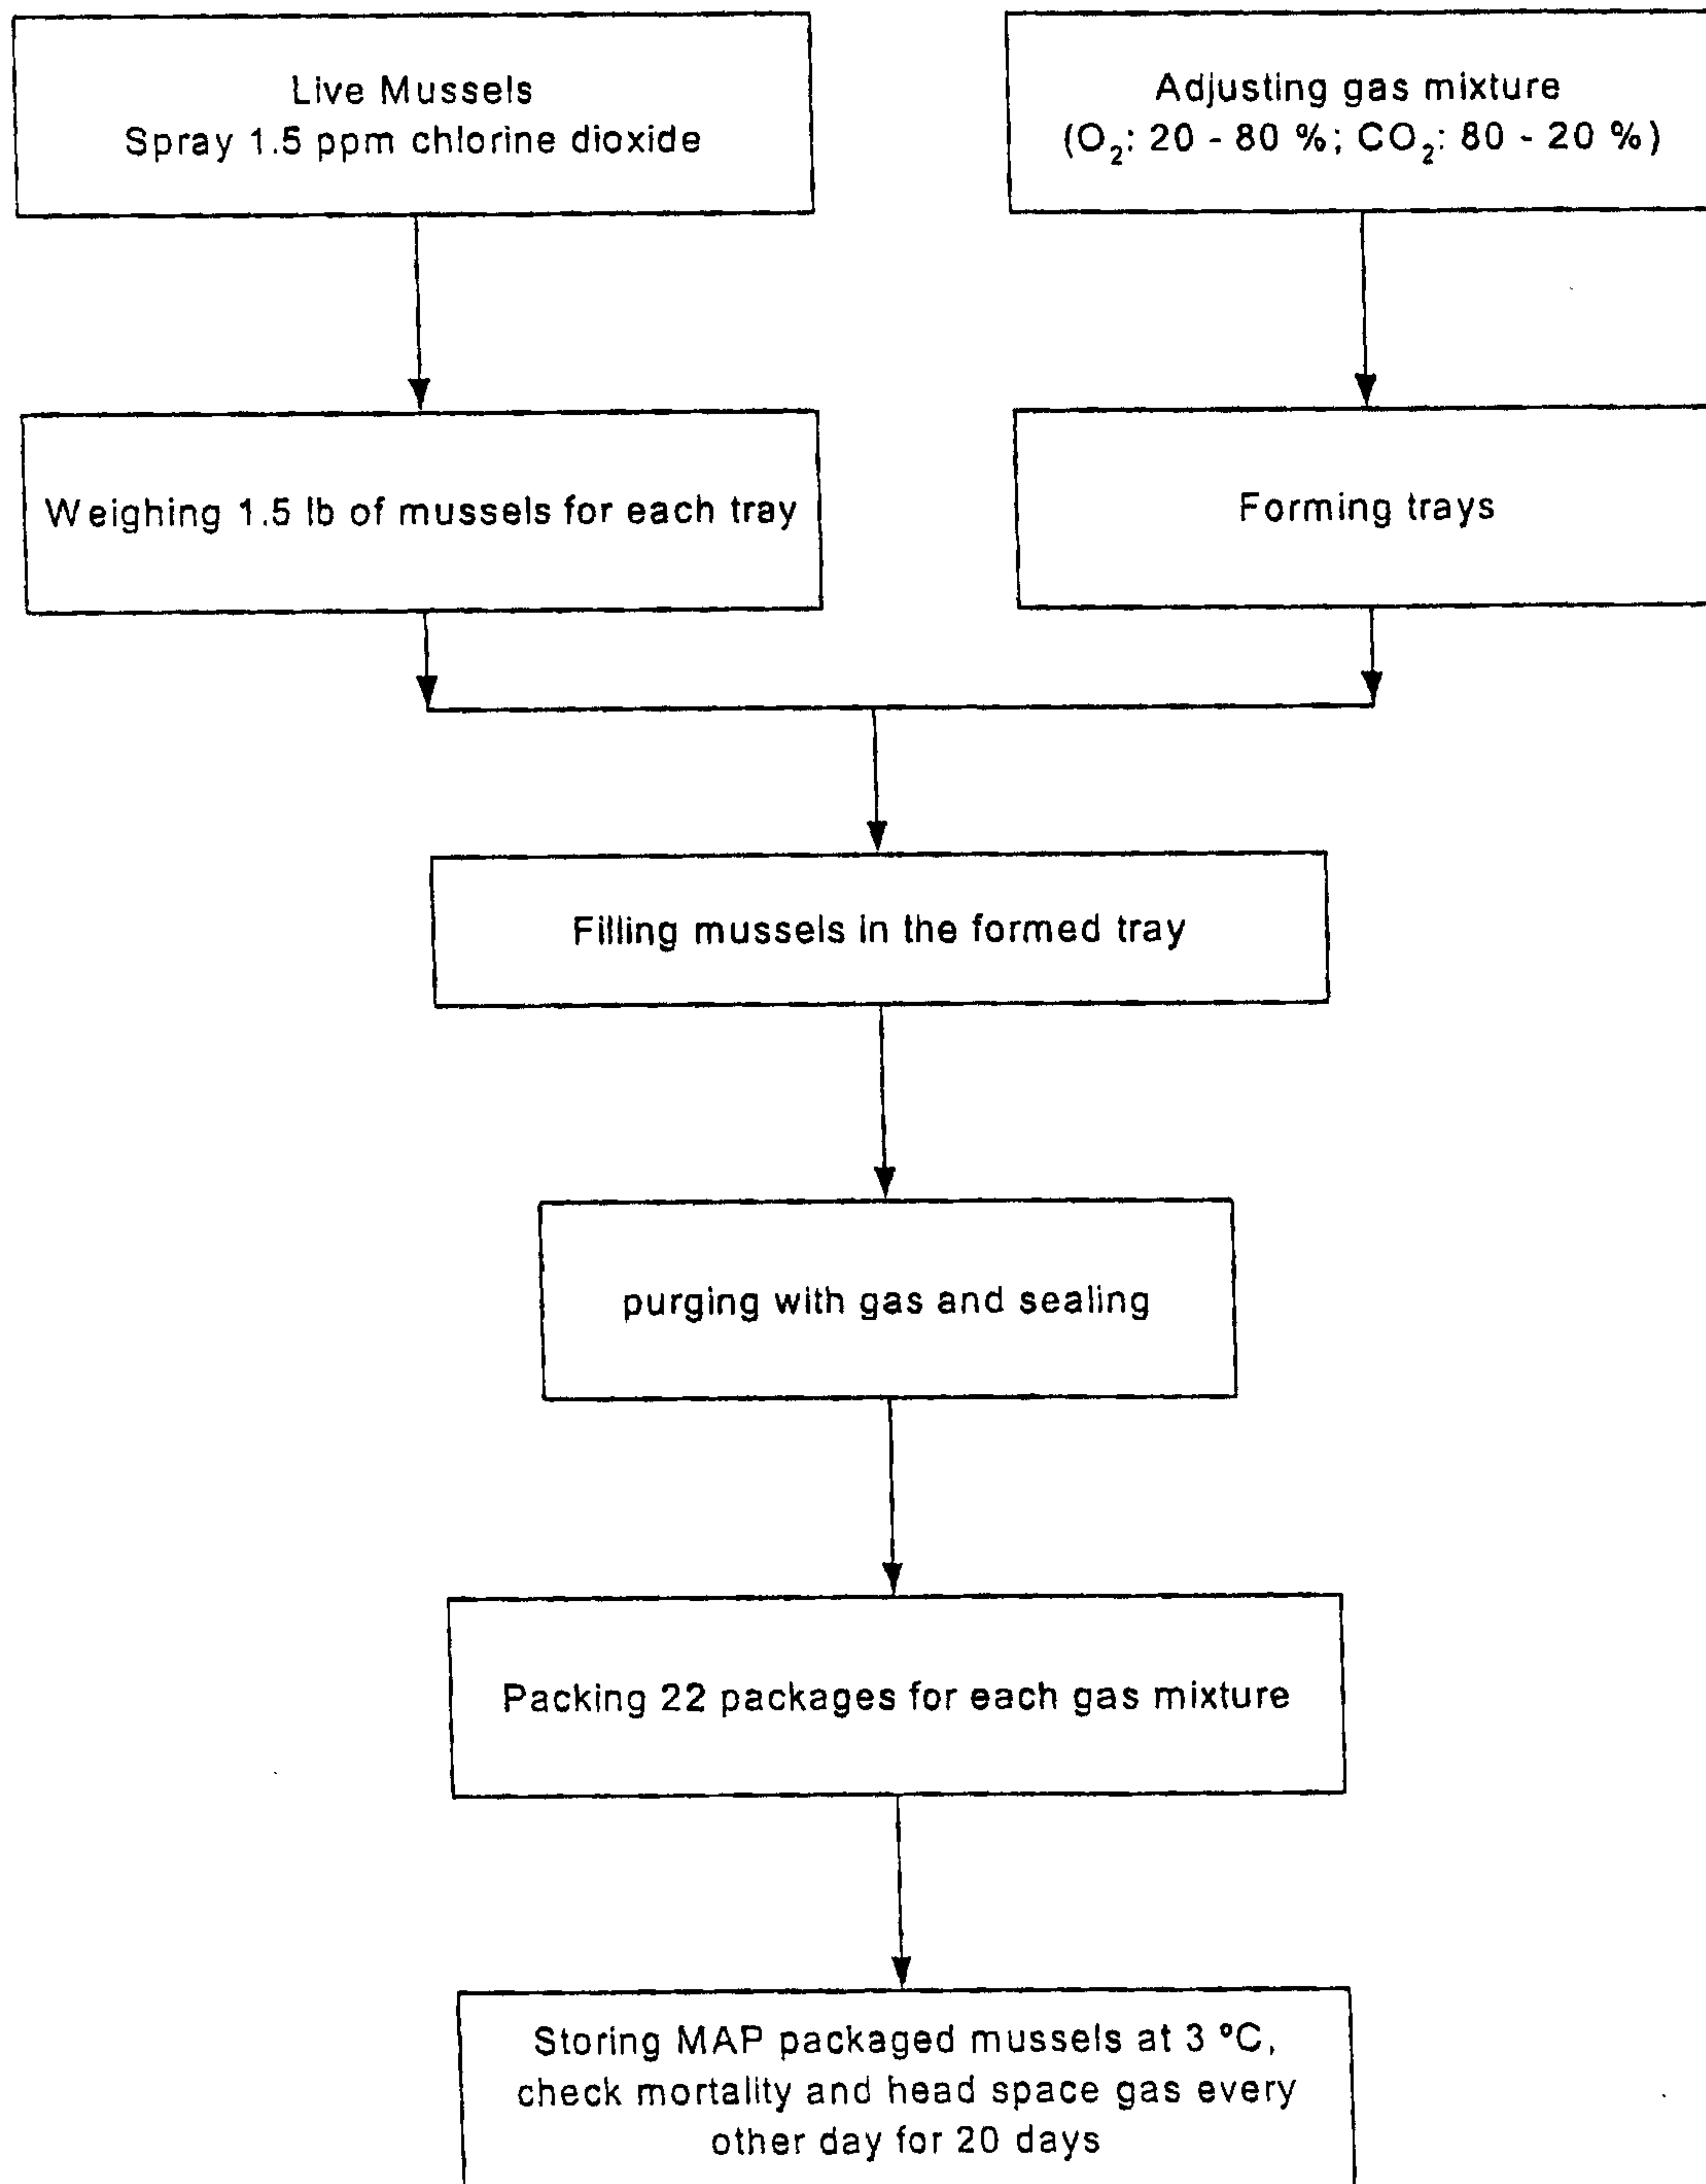 Live Mussels
Spray 1.5 ppm chlorine dioxide
Adjusting gas mixture
(O₂: 20 - 80 %; CO₂: 80 - 20 %)
Weighing 1.5 lb of mussels for each tray
Forming trays
Filling mussels in the formed tray
purging with gas and sealing
Packing 22 packages for each gas mixture
Storing MAP packaged mussels at 3 ºC,
check mortality and head space gas every
other day for 20 days